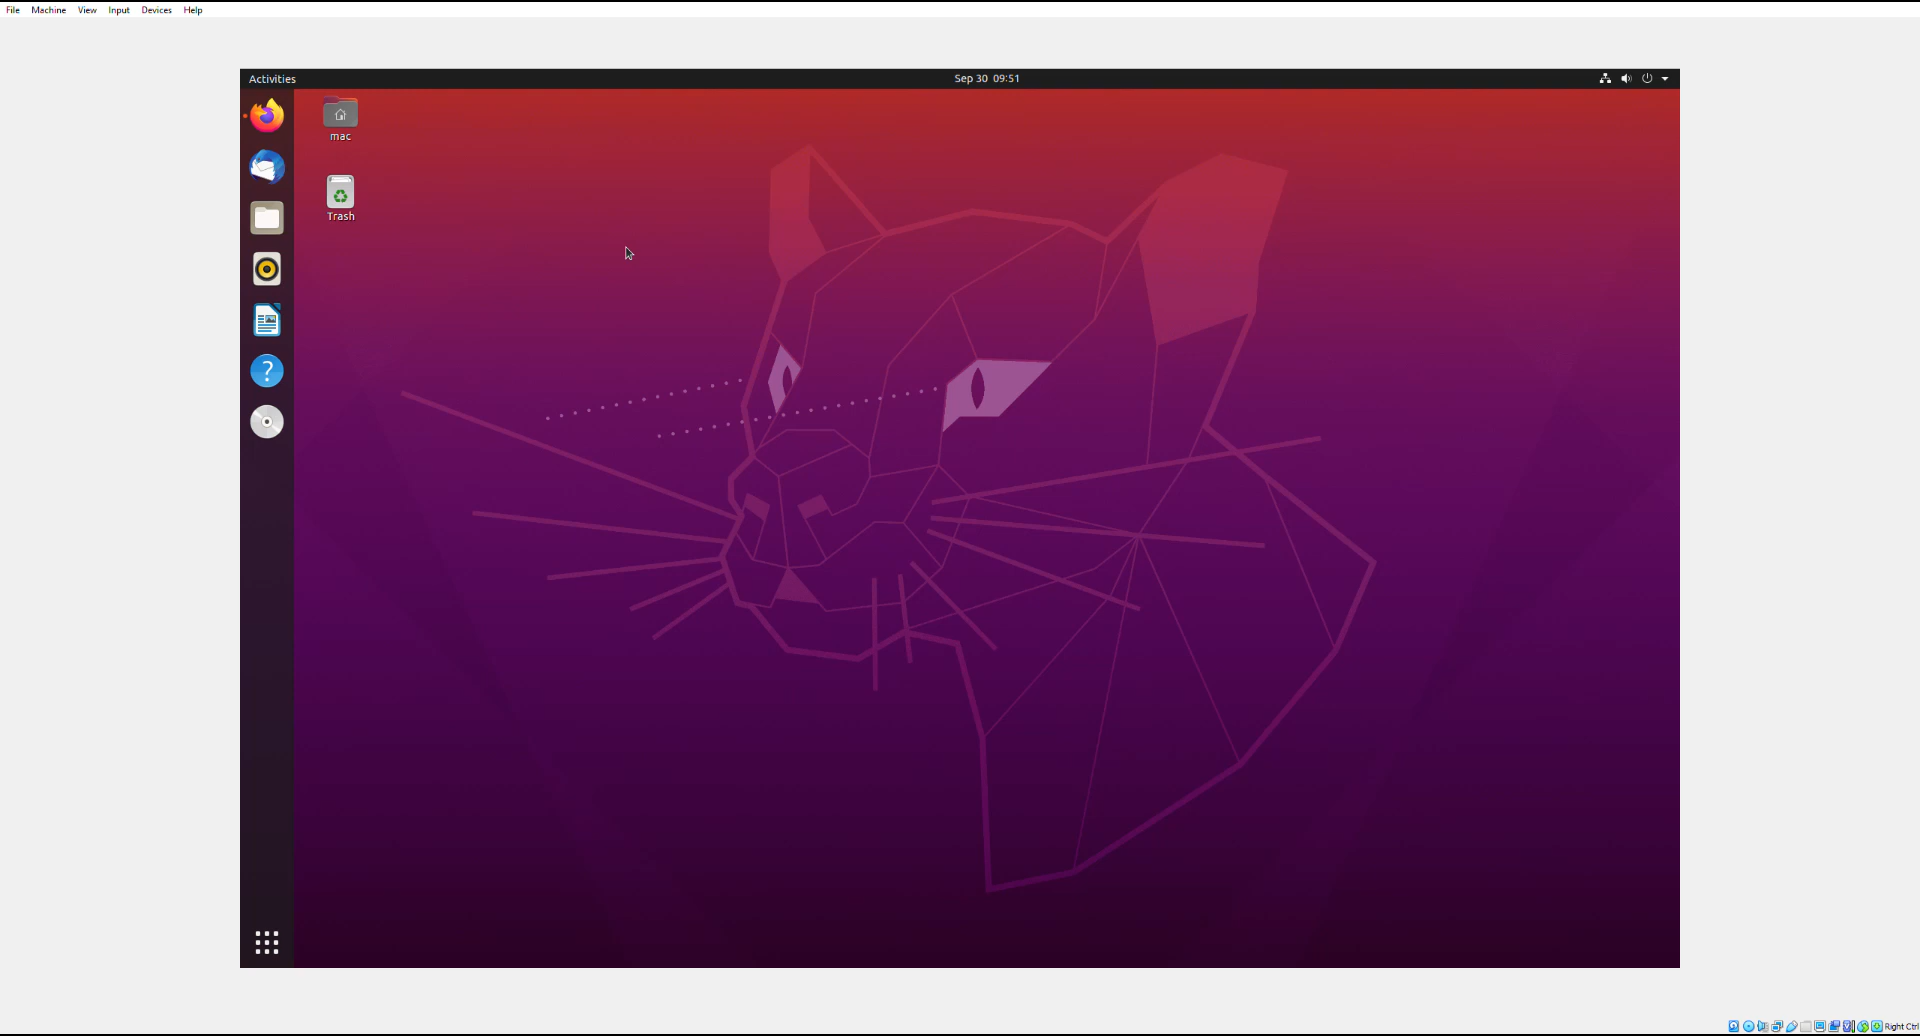 File Machine View Input Devices Help
Activities
Sep 30 09:51
mac
Trash
?
Right Ctrl